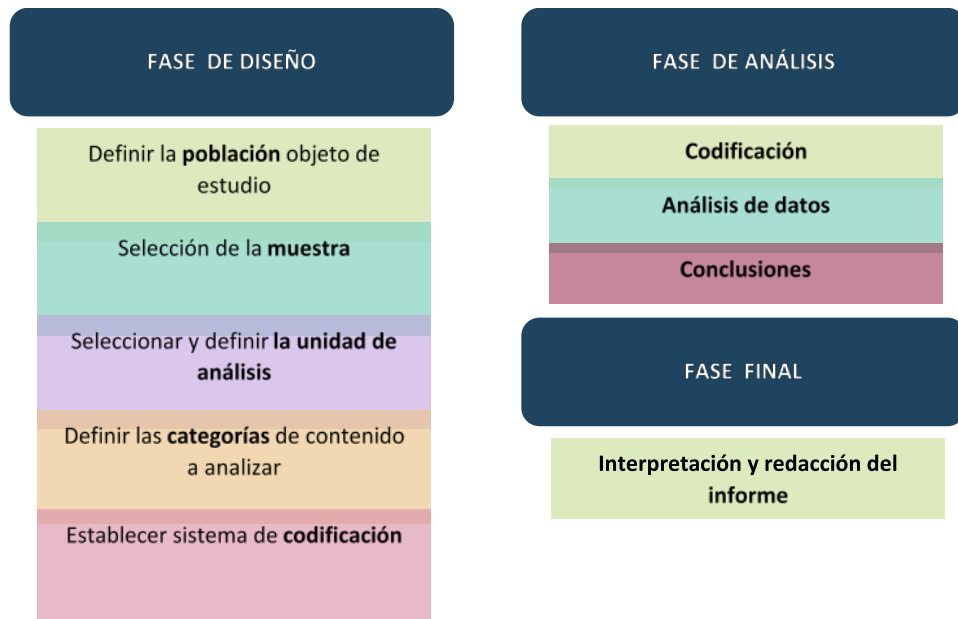 FASE DE DISEÑO
Definir la población objeto de
estudio
Selección de la muestra
Seleccionar y definir la unidad de
análisis
Definir las categorías de contenido
a analizar
Establecer sistema de codificación
FASE DE ANÁLISIS
Codificación
Análisis de datos
Conclusiones
FASE FINAL
Interpretación y redacción del
informe